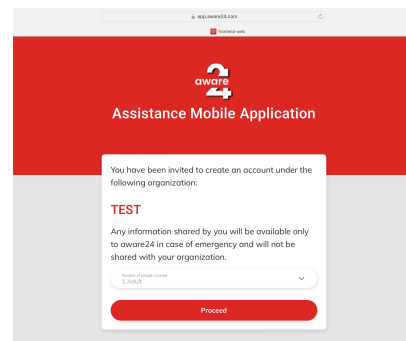 app.aware24.com
frontend-web
aware
24
Assistance Mobile Application
You have been invited to create an account under the
following organization:
TEST
Any information shared by you will be available only
to aware24 in case of emergency and will not be
shared with your organization.
Number of people covered
1 Adult
Proceed